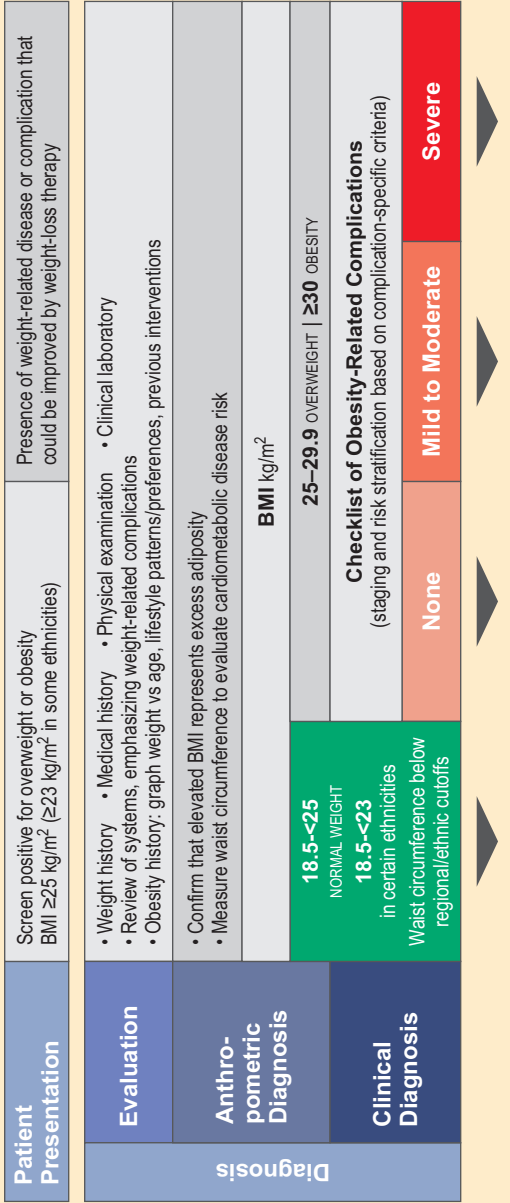 Patient
Presentation
Screen positive for overweight or obesity
BMI ≥25 kg/m² (≥23 kg/m² in some ethnicities)
Presence of weight-related disease or complication that
could be improved by weight-loss therapy
Diagnosis
Evaluation
• Weight history • Medical history • Physical examination • Clinical laboratory
• Review of systems, emphasizing weight-related complications
• Obesity history: graph weight vs age, lifestyle patterns/preferences, previous interventions
Anthro-
pometric
Diagnosis
• Confirm that elevated BMI represents excess adiposity
• Measure waist circumference to evaluate cardiometabolic disease risk
BMI kg/m²
18.5-<25
NORMAL WEIGHT
18.5-<23
in certain ethnicities
Waist circumference below
regional/ethnic cutoffs
25–29.9 OVERWEIGHT | ≥30 OBESITY
Clinical
Diagnosis
Checklist of Obesity-Related Complications
(staging and risk stratification based on complication-specific criteria)
None
Mild to Moderate
Severe